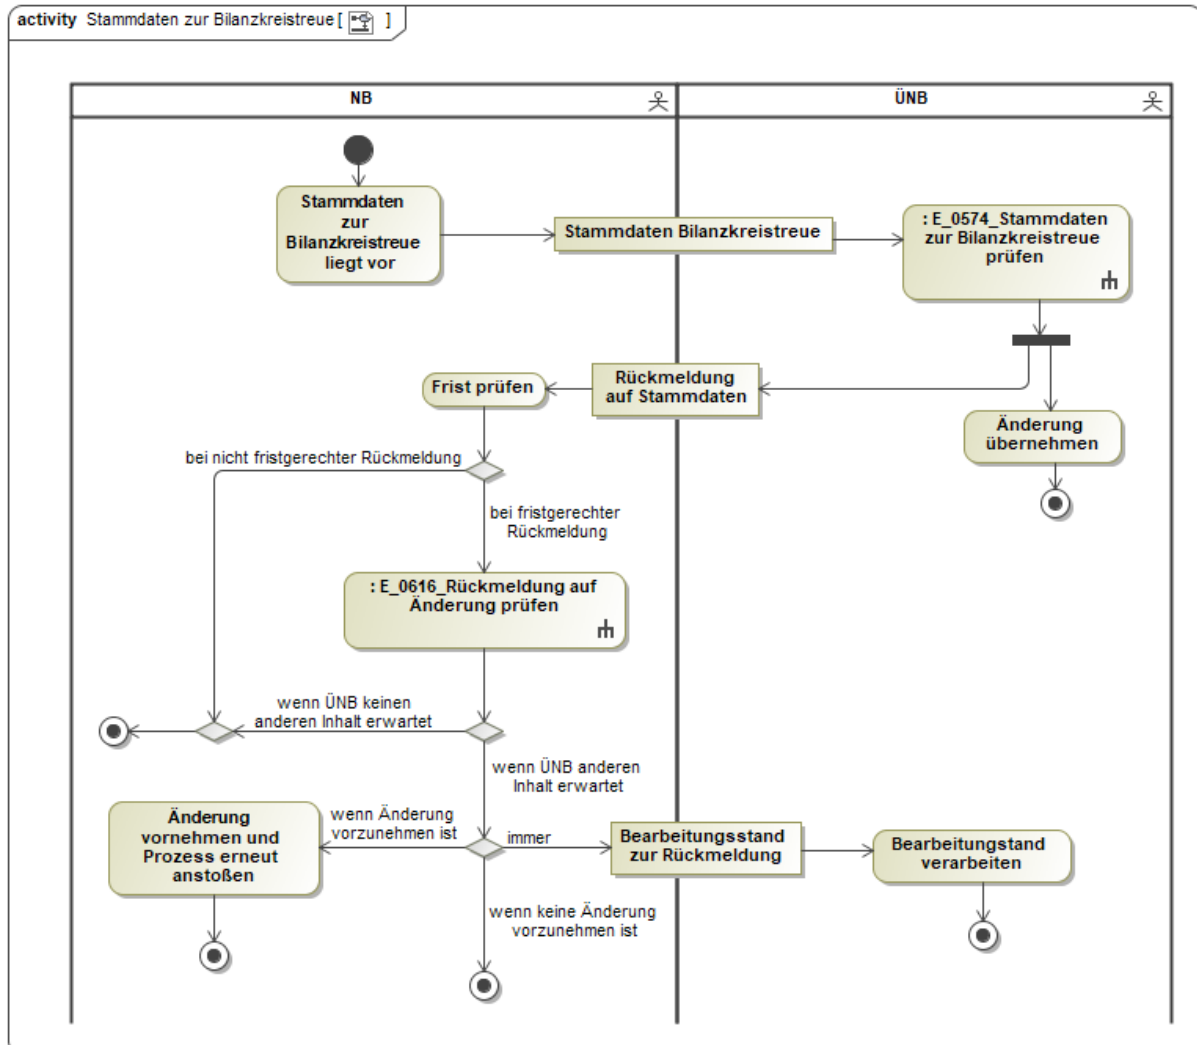 activity Stammdaten zur Bilanzkreistreue [ ]
NB
ÜNB
Stammdaten
zur
Bilanzkreistreue
liegt vor
Stammdaten Bilanzkreistreue
: E_0574_Stammdaten
zur Bilanzkreistreue
prüfen
Frist prüfen
Rückmeldung
auf Stammdaten
Änderung
übernehmen
bei nicht fristgerechter Rückmeldung
bei fristgerechter
Rückmeldung
: E_0616_Rückmeldung auf
Änderung prüfen
wenn ÜNB keinen
anderen Inhalt erwartet
wenn ÜNB anderen
Inhalt erwartet
Änderung
vornehmen und
Prozess erneut
anstoßen
wenn Änderung
vorzunehmen ist
immer
Bearbeitungsstand
zur Rückmeldung
Bearbeitungstand
verarbeiten
wenn keine Änderung
vorzunehmen ist